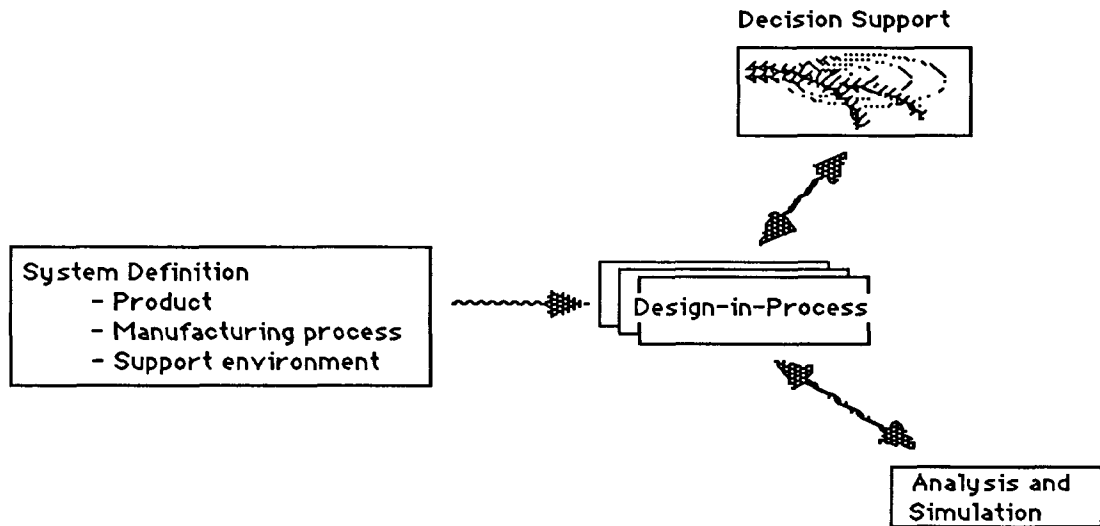 Decision Support
System Definition
- Product
- Manufacturing process
- Support environment
Design-in-Process
Analysis and
Simulation